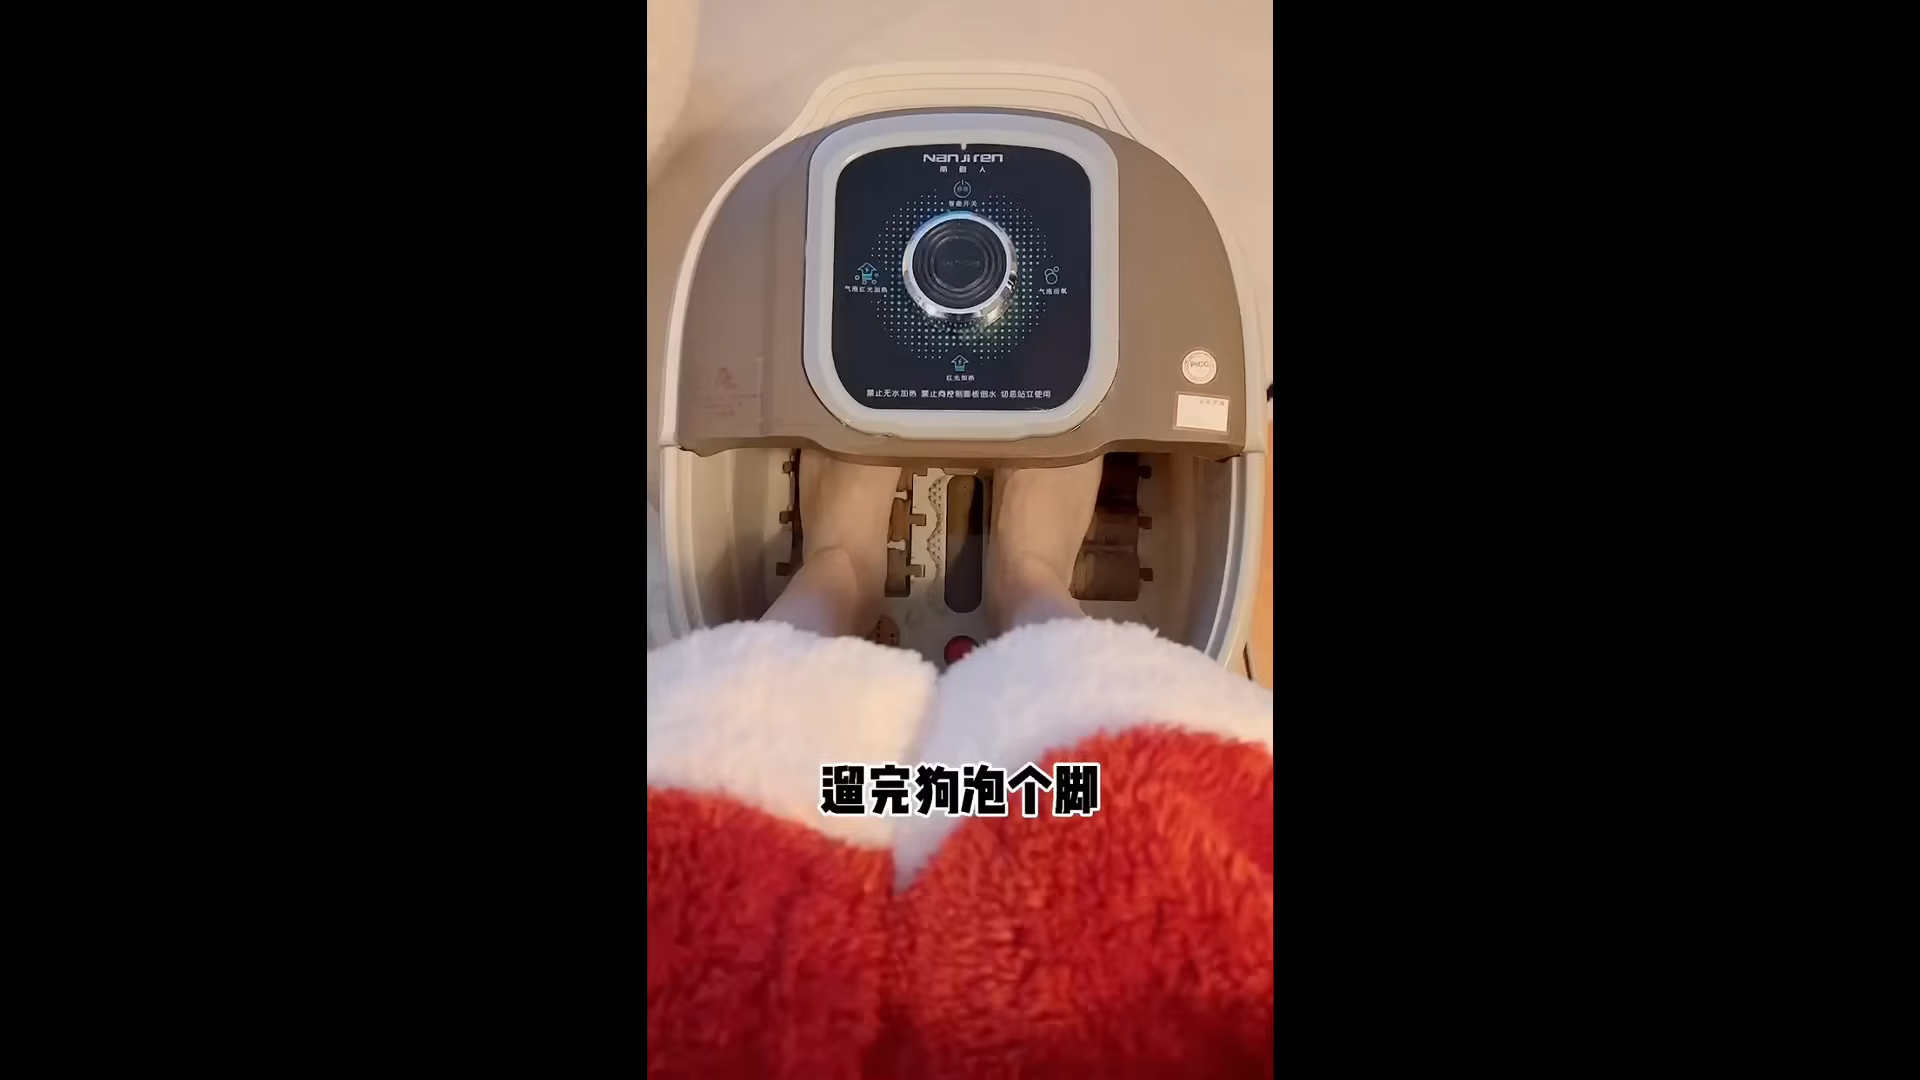 Nanjiren
南极人
智能开关
气泡红光加热
气泡活氧
红光加热
禁止无水加热 禁止向控制面板倒水 切忌站立使用
PICC
遛完狗泡个脚